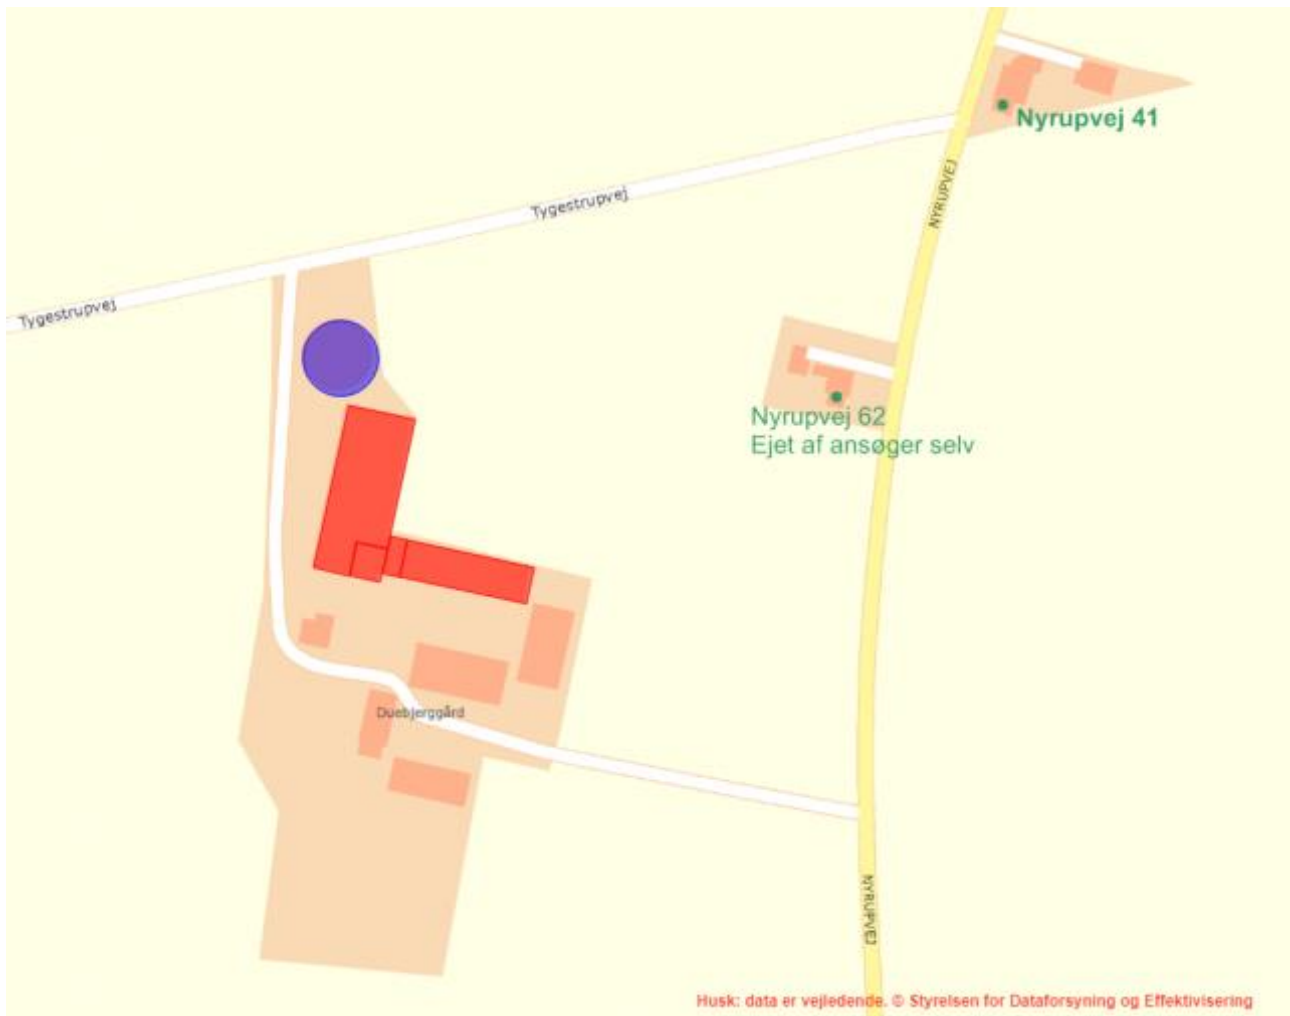 Nyrupvej 41
NYRUPVEJ
Tygestrupvej
Tygestrupvej
Nyrupvej 62
Ejet af ansøger selv
Duebjerggård
NYRUPVEJ
Husk: data er vejledende. © Styrelsen for Dataforsyning og Effektivisering